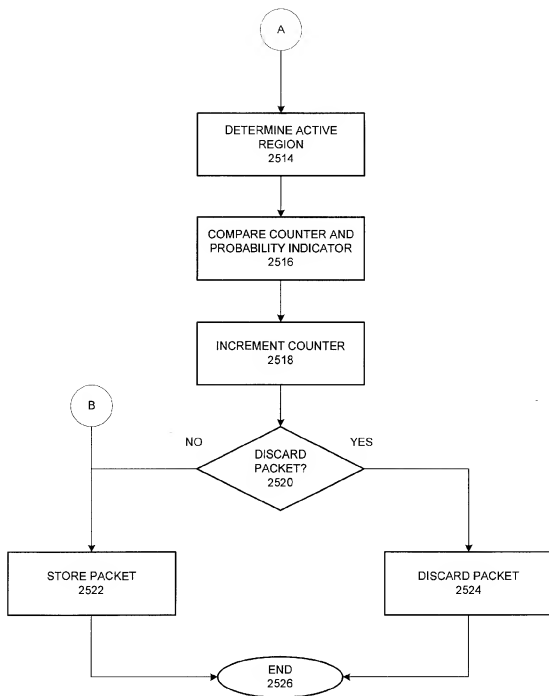 A
DETERMINE ACTIVE
REGION
2514
COMPARE COUNTER AND
PROBABILITY INDICATOR
2516
INCREMENT COUNTER
2518
B
NO
YES
DISCARD
PACKET?
2520
STORE PACKET
2522
DISCARD PACKET
2524
END
2526